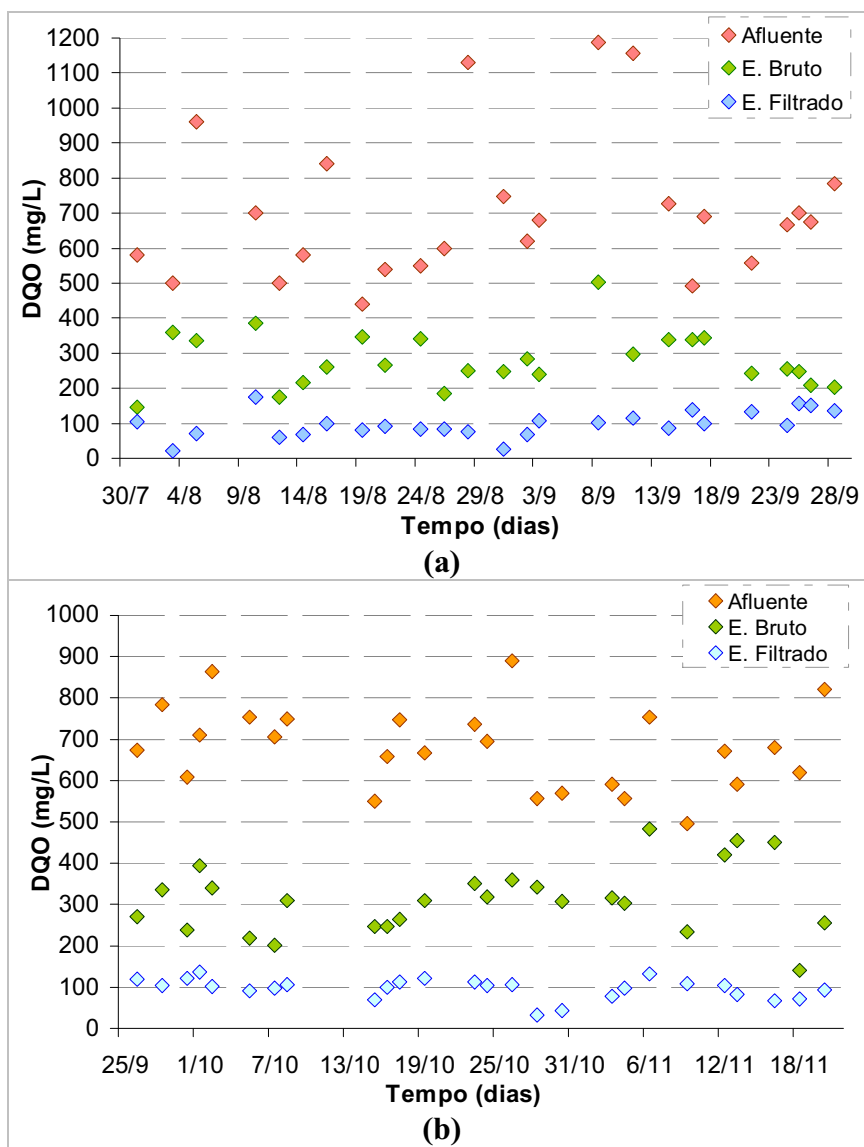 1200
1100
1000
900
800
700
600
500
400
300
200
100
0
DQO (mg/L)
Afluente
E. Bruto
E. Filtrado
30/7 4/8 9/8 14/8 19/8 24/8 29/8 3/9 8/9 13/9 18/9 23/9 28/9
Tempo (dias)
(a)
1000
900
800
700
600
500
400
300
200
100
0
DQO (mg/L)
Afluente
E. Bruto
E. Filtrado
25/9 1/10 7/10 13/10 19/10 25/10 31/10 6/11 12/11 18/11
Tempo (dias)
(b)